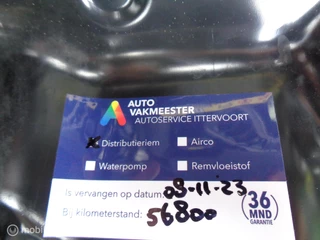 AUTO
VAKMEESTER
AUTOSERVICE ITTERVOORT
Distributieriem
Airco
Waterpomp
Remvloeistof
Is vervangen op datum: 09-11-23
Bij kilometerstand: 56800
36
MND
GARANTIE